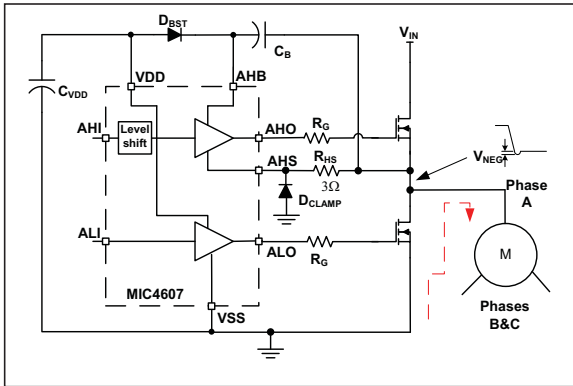 D_BST
C_B
V_IN
C_VDD
VDD
AHB
AHI
Level
shift
AHO
R_G
AHS
R_HS
3Ω
V_NEG
D_CLAMP
Phase
A
ALI
ALO
R_G
M
MIC4607
VSS
Phases
B&C